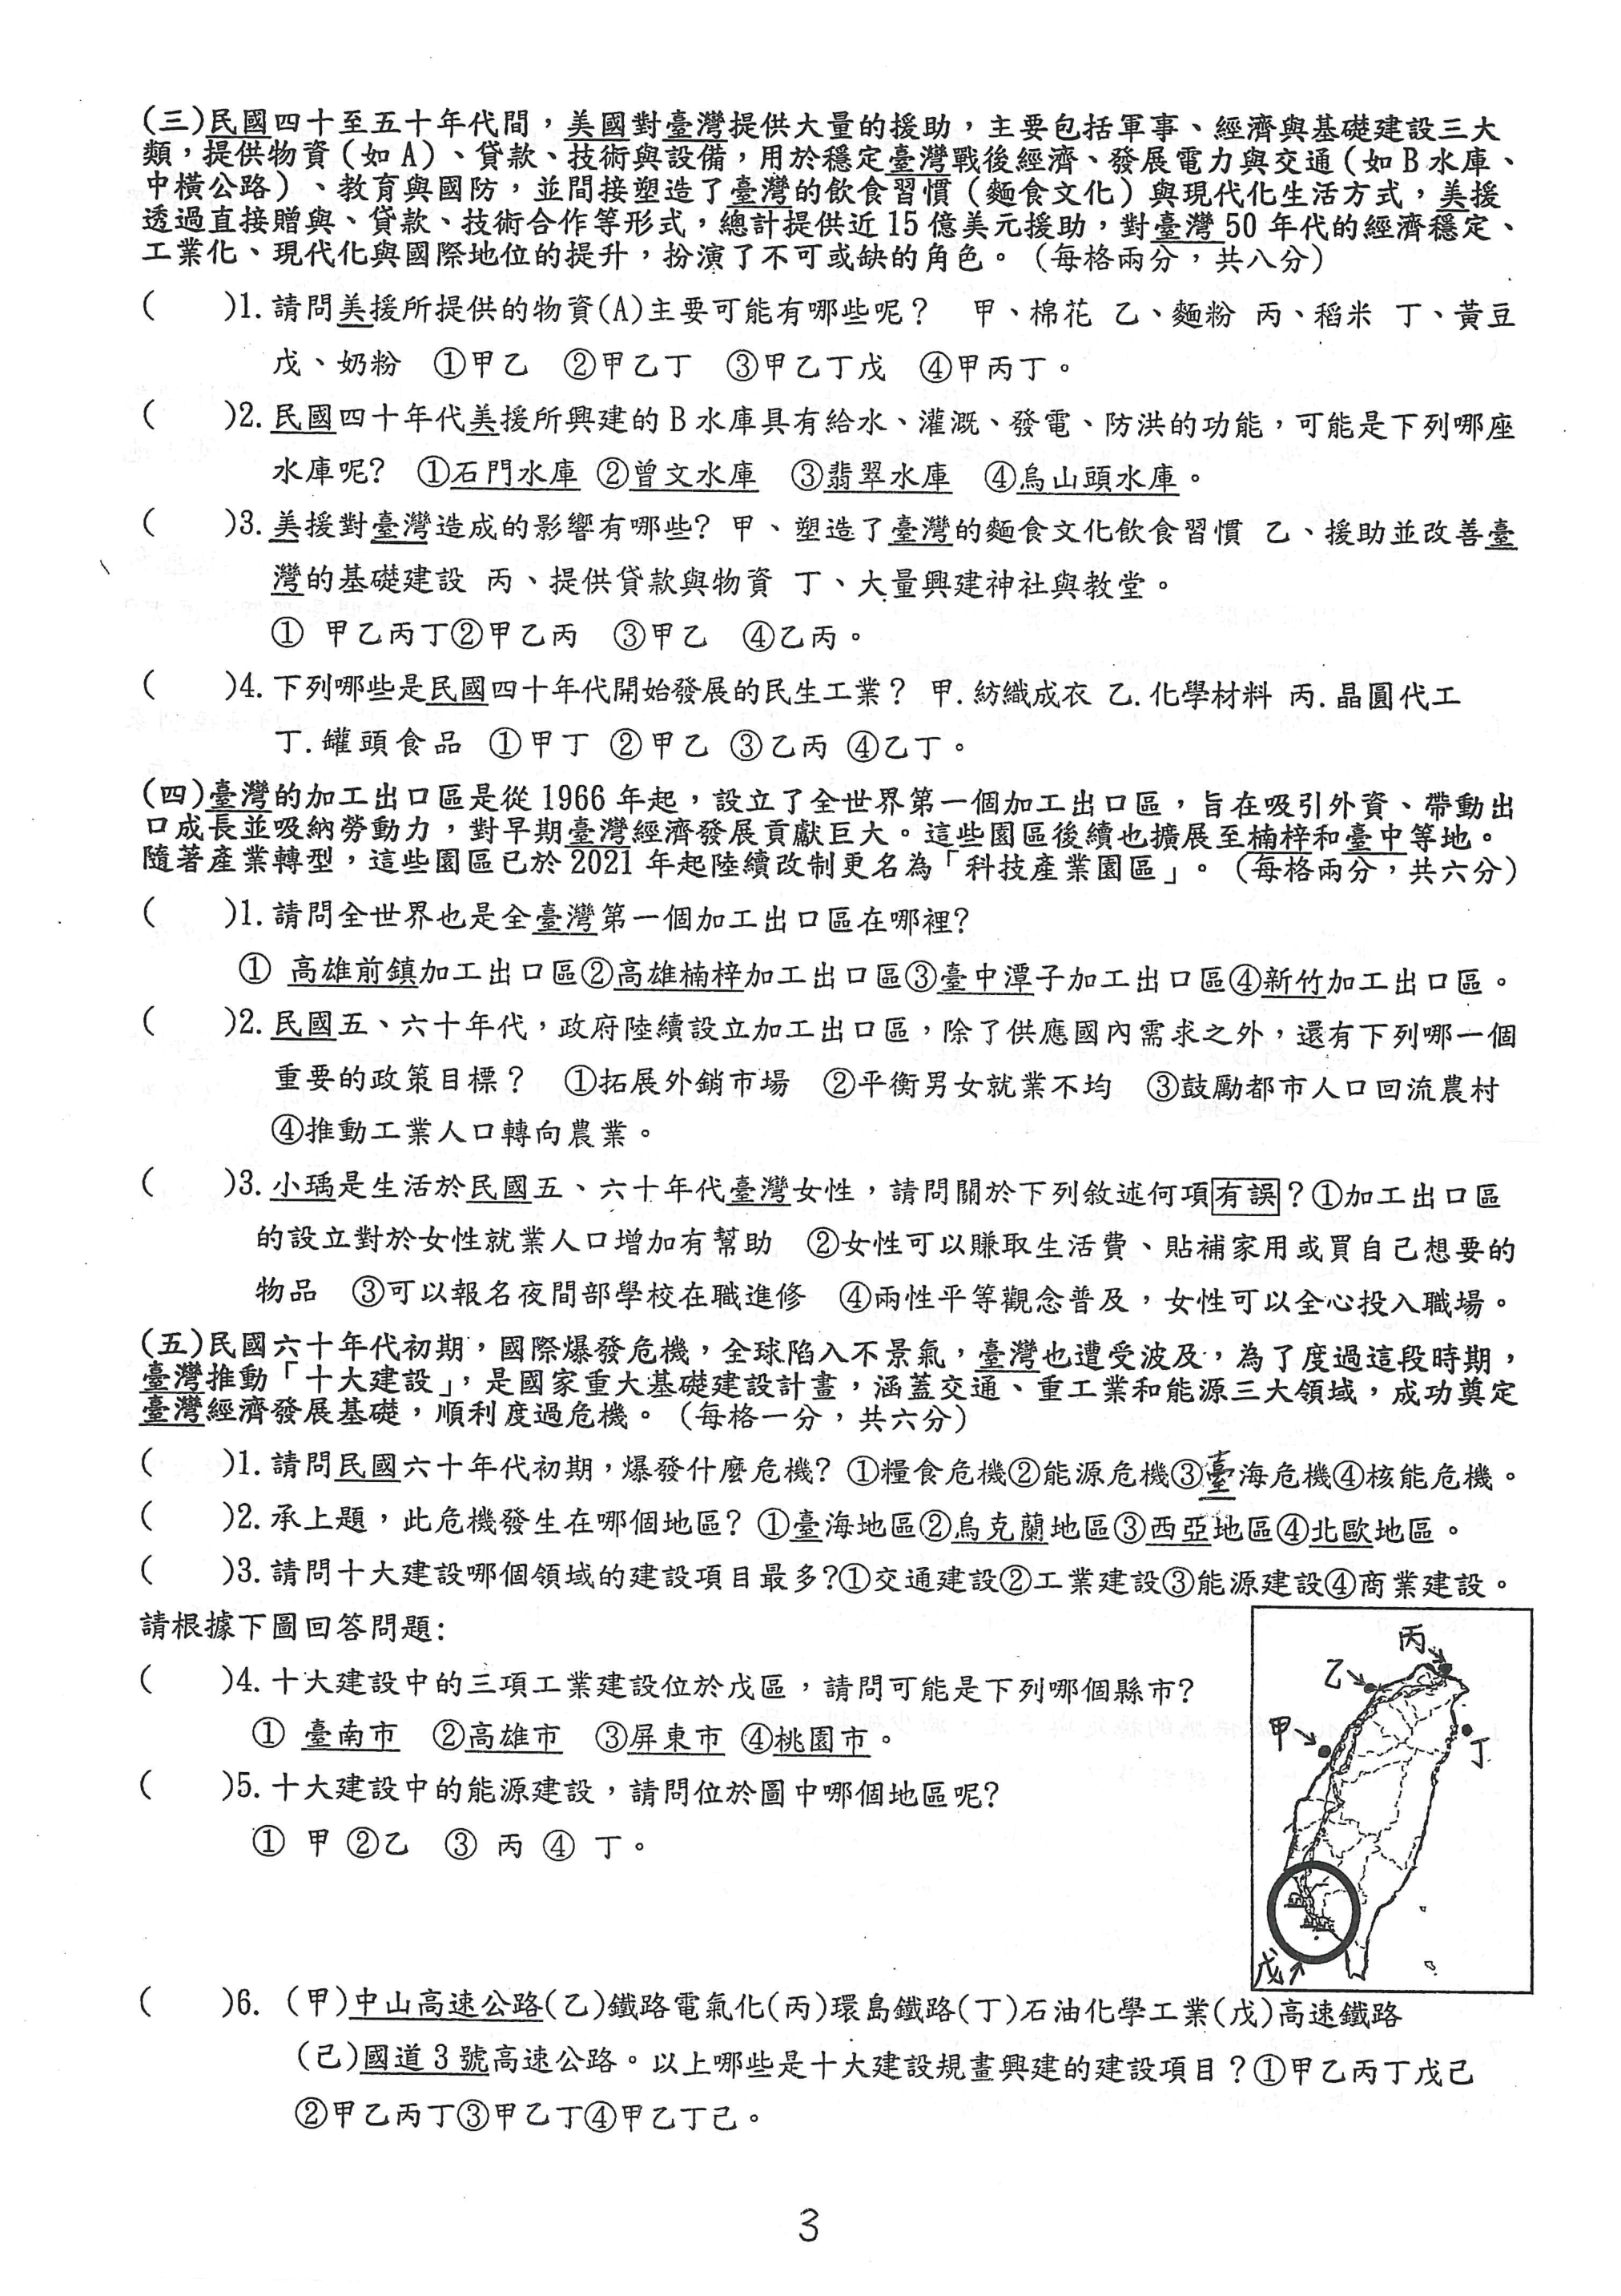 (三)民國四十至五十年代間，美國對臺灣提供大量的援助，主要包括軍事、經濟與基礎建設三大
類，提供物資（如A）、貸款、技術與設備，用於穩定臺灣戰後經濟、發展電力與交通（如B水庫、
中橫公路）、教育與國防，並間接塑造了臺灣的飲食習慣（麵食文化）與現代化生活方式，美援
透過直接贈與、貸款、技術合作等形式，總計提供近15億美元援助，對臺灣50年代的經濟穩定、
工業化、現代化與國際地位的提升，扮演了不可或缺的角色。（每格兩分，共八分）
(　　)1.請問美援所提供的物資(A)主要可能有哪些呢？　甲、棉花 乙、麵粉 丙、稻米 丁、黃豆
戊、奶粉　①甲乙　②甲乙丁　③甲乙丁戊　④甲丙丁。
(　　)2.民國四十年代美援所興建的B水庫具有給水、灌溉、發電、防洪的功能，可能是下列哪座
水庫呢？　①石門水庫 ②曾文水庫　③翡翠水庫　④烏山頭水庫。
(　　)3.美援對臺灣造成的影響有哪些？ 甲、塑造了臺灣的麵食文化飲食習慣 乙、援助並改善臺
灣的基礎建設 丙、提供貸款與物資 丁、大量興建神社與教堂。
① 甲乙丙丁②甲乙丙　③甲乙　④乙丙。
(　　)4.下列哪些是民國四十年代開始發展的民生工業？ 甲.紡織成衣 乙.化學材料 丙.晶圓代工
丁.罐頭食品 ①甲丁 ②甲乙 ③乙丙 ④乙丁。
(四)臺灣的加工出口區是從1966年起，設立了全世界第一個加工出口區，旨在吸引外資、帶動出
口成長並吸納勞動力，對早期臺灣經濟發展貢獻巨大。這些園區後續也擴展至楠梓和臺中等地。
隨著產業轉型，這些園區已於2021年起陸續改制更名為「科技產業園區」。（每格兩分，共六分）
(　　)1.請問全世界也是全臺灣第一個加工出口區在哪裡？
① 高雄前鎮加工出口區②高雄楠梓加工出口區③臺中潭子加工出口區④新竹加工出口區。
(　　)2.民國五、六十年代，政府陸續設立加工出口區，除了供應國內需求之外，還有下列哪一個
重要的政策目標？　①拓展外銷市場　②平衡男女就業不均　③鼓勵都市人口回流農村
④推動工業人口轉向農業。
(　　)3.小瑀是生活於民國五、六十年代臺灣女性，請問關於下列敘述何項有誤？①加工出口區
的設立對於女性就業人口增加有幫助　②女性可以賺取生活費、貼補家用或買自己想要的
物品　③可以報名夜間部學校在職進修　④兩性平等觀念普及，女性可以全心投入職場。
(五)民國六十年代初期，國際爆發危機，全球陷入不景氣，臺灣也遭受波及，為了度過這段時期，
臺灣推動「十大建設」，是國家重大基礎建設計畫，涵蓋交通、重工業和能源三大領域，成功奠定
臺灣經濟發展基礎，順利度過危機。（每格一分，共六分）
(　　)1.請問民國六十年代初期，爆發什麼危機？ ①糧食危機②能源危機③臺海危機④核能危機。
(　　)2.承上題，此危機發生在哪個地區？ ①臺海地區②烏克蘭地區③西亞地區④北歐地區。
(　　)3.請問十大建設哪個領域的建設項目最多？①交通建設②工業建設③能源建設④商業建設。
請根據下圖回答問題：
(　　)4.十大建設中的三項工業建設位於戊區，請問可能是下列哪個縣市？
① 臺南市　②高雄市　③屏東市 ④桃園市。
(　　)5.十大建設中的能源建設，請問位於圖中哪個地區呢？
① 甲 ②乙　③ 丙 ④ 丁。
丙
乙
甲
丁
戊
(　　)6.（甲)中山高速公路(乙)鐵路電氣化(丙)環島鐵路(丁)石油化學工業(戊)高速鐵路
(己)國道3號高速公路。以上哪些是十大建設規畫興建的建設項目？①甲乙丙丁戊己
②甲乙丙丁③甲乙丁④甲乙丁己。
3